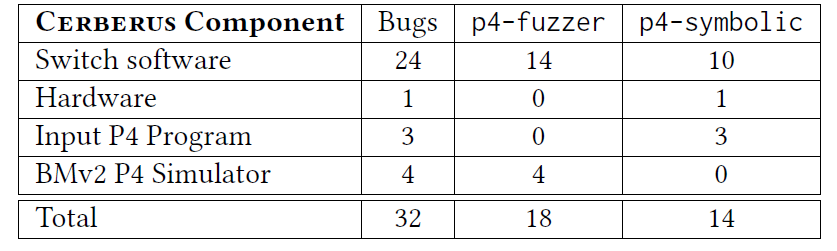 CERBERUS Component Bugs p4-fuzzer p4-symbolic
Switch software 24 14 10
Hardware 1 0 1
Input P4 Program 3 0 3
BMv2 P4 Simulator 4 4 0
Total 32 18 14